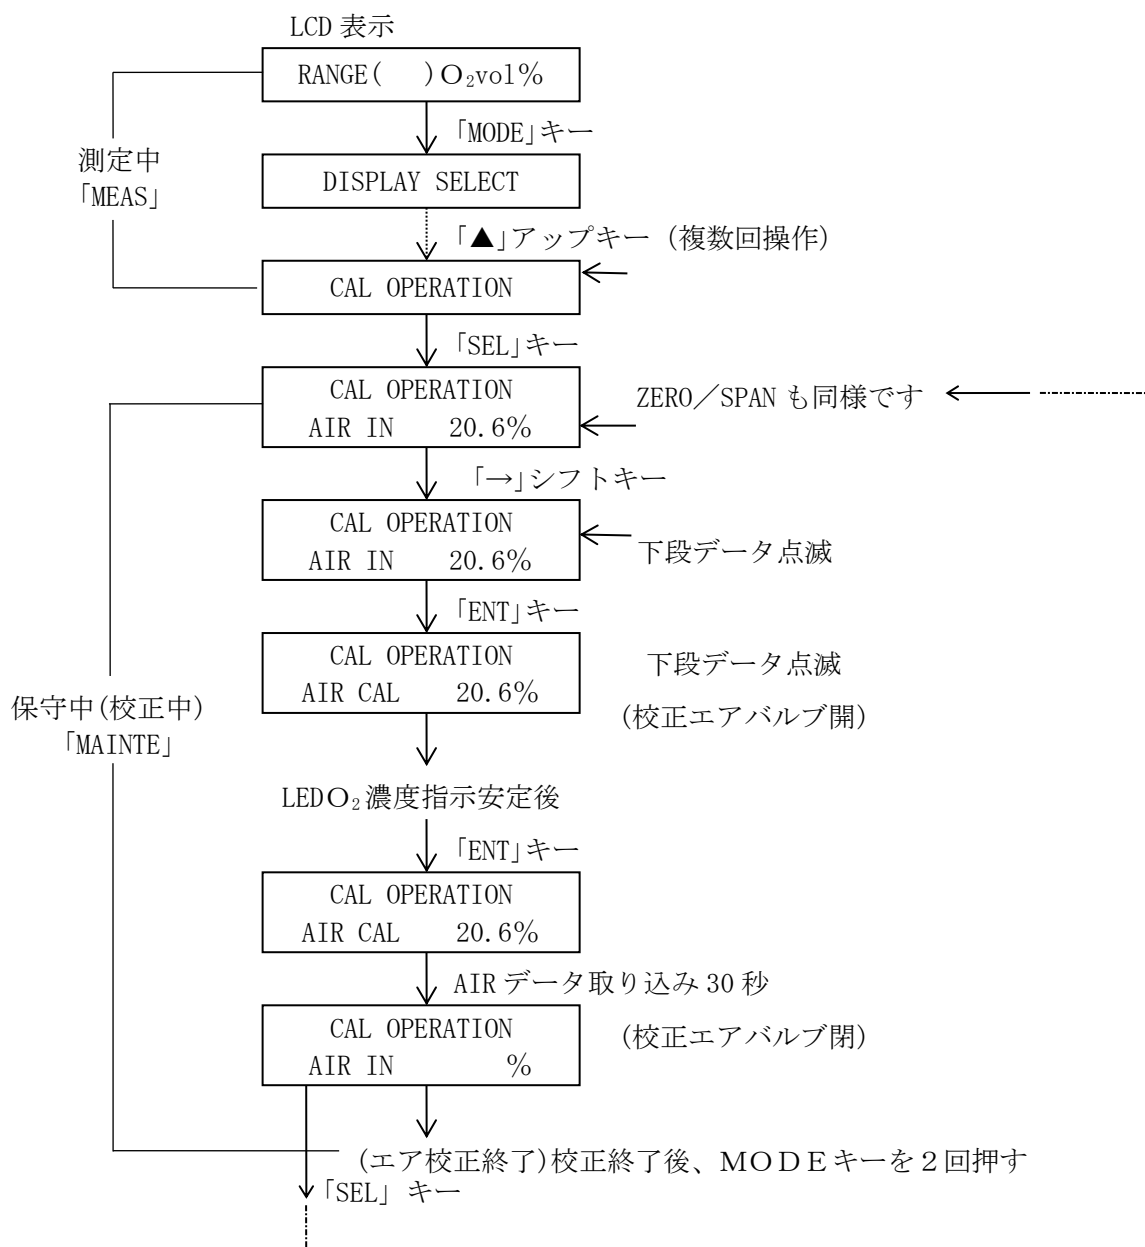 LCD 表示
RANGE(　)O₂vol％
「MODE」キー
測定中
「MEAS」
DISPLAY SELECT
「▲」アップキー（複数回操作）
CAL OPERATION
「SEL」キー
CAL OPERATION
AIR IN 20.6％
ZERO／SPAN も同様です
「→」シフトキー
CAL OPERATION
AIR IN 20.6％
下段データ点滅
「ENT」キー
CAL OPERATION
AIR CAL 20.6％
下段データ点滅
(校正エアバルブ開)
保守中(校正中)
「MAINTE」
LEDO₂濃度指示安定後
「ENT」キー
CAL OPERATION
AIR CAL 20.6％
AIR データ取り込み 30 秒
CAL OPERATION
AIR IN ％
(校正エアバルブ閉)
(エア校正終了)校正終了後、ＭＯＤＥキーを２回押す
「SEL」キー